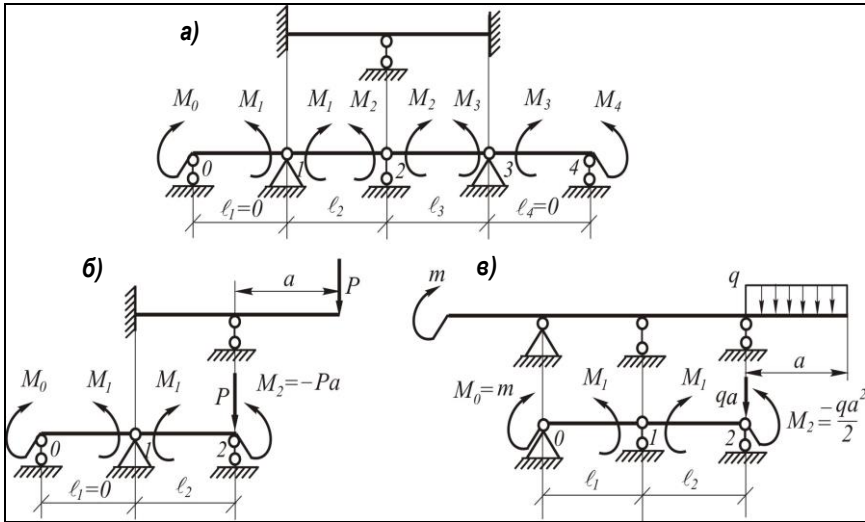 а)
M₀ M₁ M₁ M₂ M₂ M₃ M₃ M₄
0 1 2 3 4
ℓ₁=0 ℓ₂ ℓ₃ ℓ₄=0
б)
a
P
M₀ M₁ M₁ P M₂=−Pa
0 1 2
ℓ₁=0 ℓ₂
в)
m
q
a
M₀=m M₁ M₁ qa M₂=−qa²/2
0 1 2
ℓ₁ ℓ₂